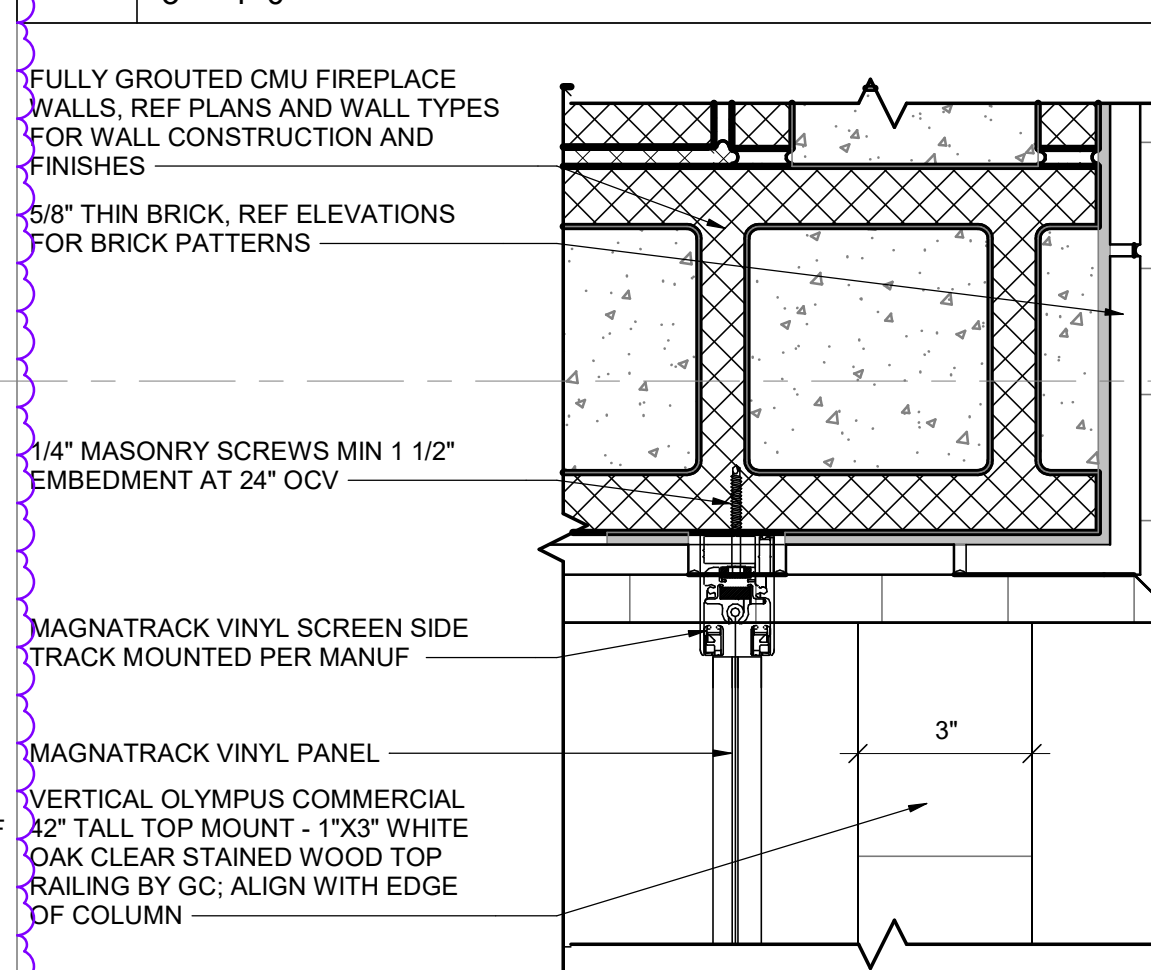 FULLY GROUTED CMU FIREPLACE
WALLS, REF PLANS AND WALL TYPES
FOR WALL CONSTRUCTION AND
FINISHES
5/8" THIN BRICK, REF ELEVATIONS
FOR BRICK PATTERNS
1/4" MASONRY SCREWS MIN 1 1/2"
EMBEDMENT AT 24" OCV
MAGNATRACK VINYL SCREEN SIDE
TRACK MOUNTED PER MANUF
MAGNATRACK VINYL PANEL
3"
VERTICAL OLYMPUS COMMERCIAL
42" TALL TOP MOUNT - 1"X3" WHITE
OAK CLEAR STAINED WOOD TOP
RAILING BY GC; ALIGN WITH EDGE
OF COLUMN